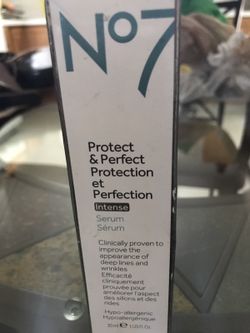 No7
Protect
& Perfect
Protection
et
Perfection
Intense
Serum
Sérum
Clinically proven to
improve the
appearance of
deep lines and
wrinkles
Efficacité
cliniquement
prouvée pour
améliorer l'aspect
des sillons et des
rides
Hypo-allergenic
Hypoallergénique
30ml ℮